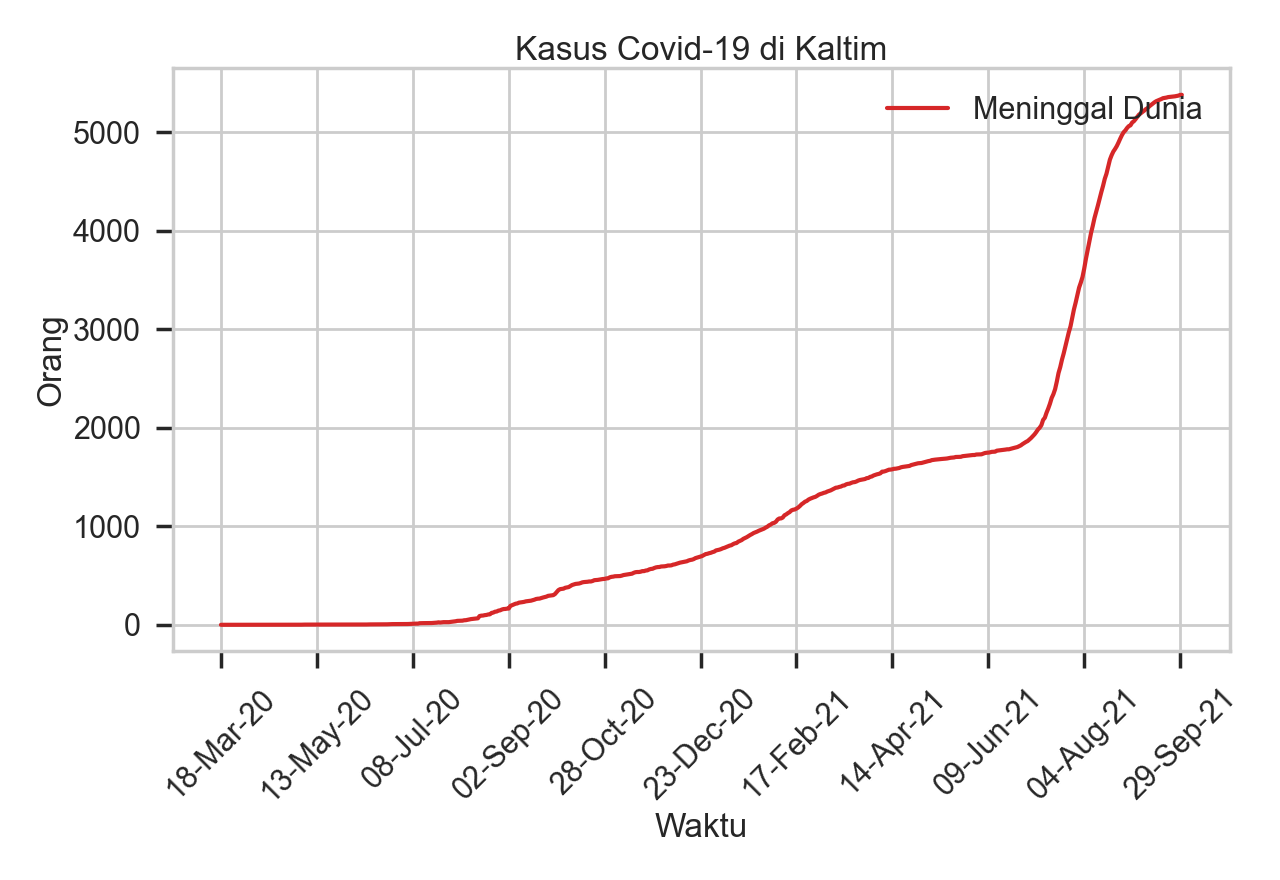 Kasus Covid-19 di Kaltim
Meninggal Dunia
Orang
5000
4000
3000
2000
1000
0
18-Mar-20
13-May-20
08-Jul-20
02-Sep-20
28-Oct-20
23-Dec-20
17-Feb-21
14-Apr-21
09-Jun-21
04-Aug-21
29-Sep-21
Waktu